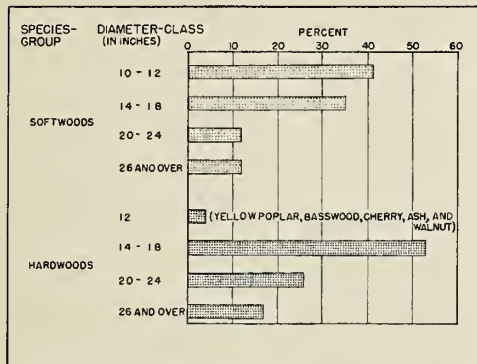 SPECIES-GROUP DIAMETER-CLASS (IN INCHES) PERCENT
0 10 20 30 40 50 60
SOFTWOODS
10 - 12
14 - 18
20 - 24
26 AND OVER
HARDWOODS
12 (YELLOW POPLAR, BASSWOOD, CHERRY, ASH, AND WALNUT)
14 - 18
20 - 24
26 AND OVER